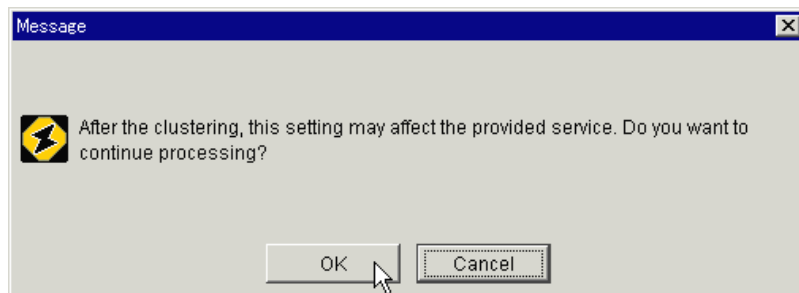 Message
After the clustering, this setting may affect the provided service. Do you want to
continue processing?
OK
Cancel